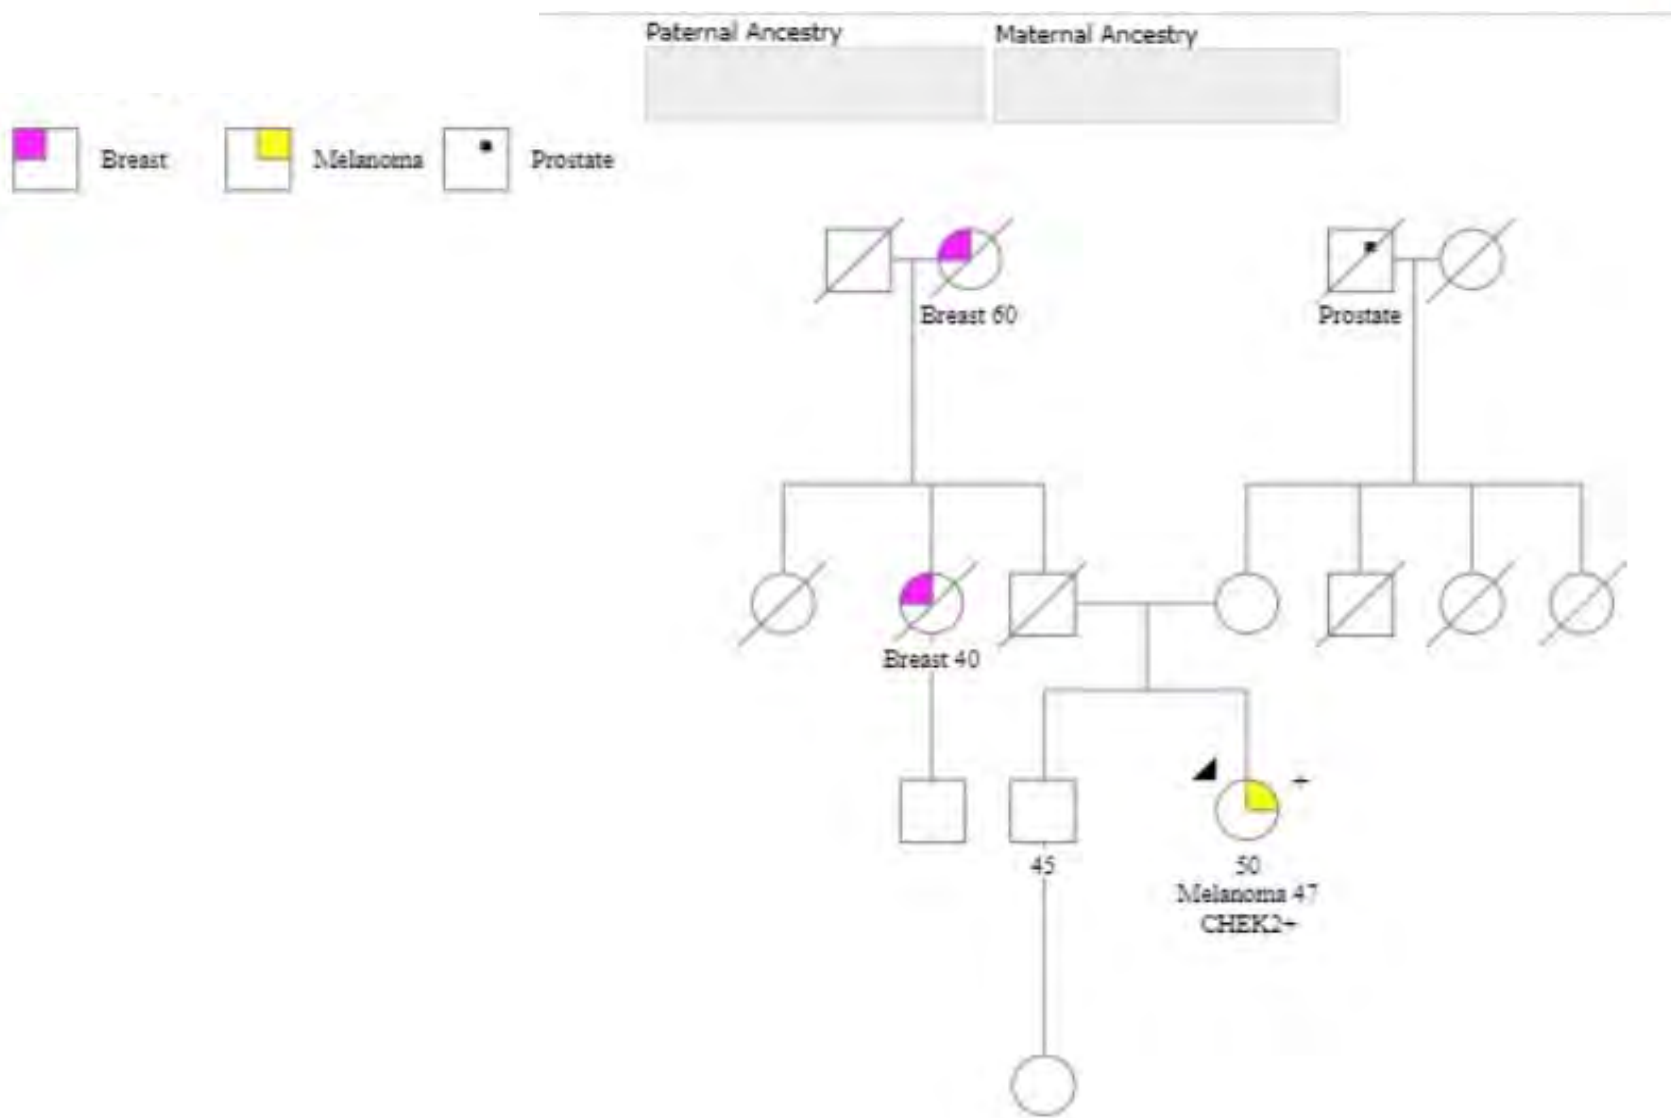 Paternal Ancestry
Maternal Ancestry
Breast
Melanoma
Prostate
Breast 60
Prostate
Breast 40
+
45
50
Melanoma 47
CHEK2+